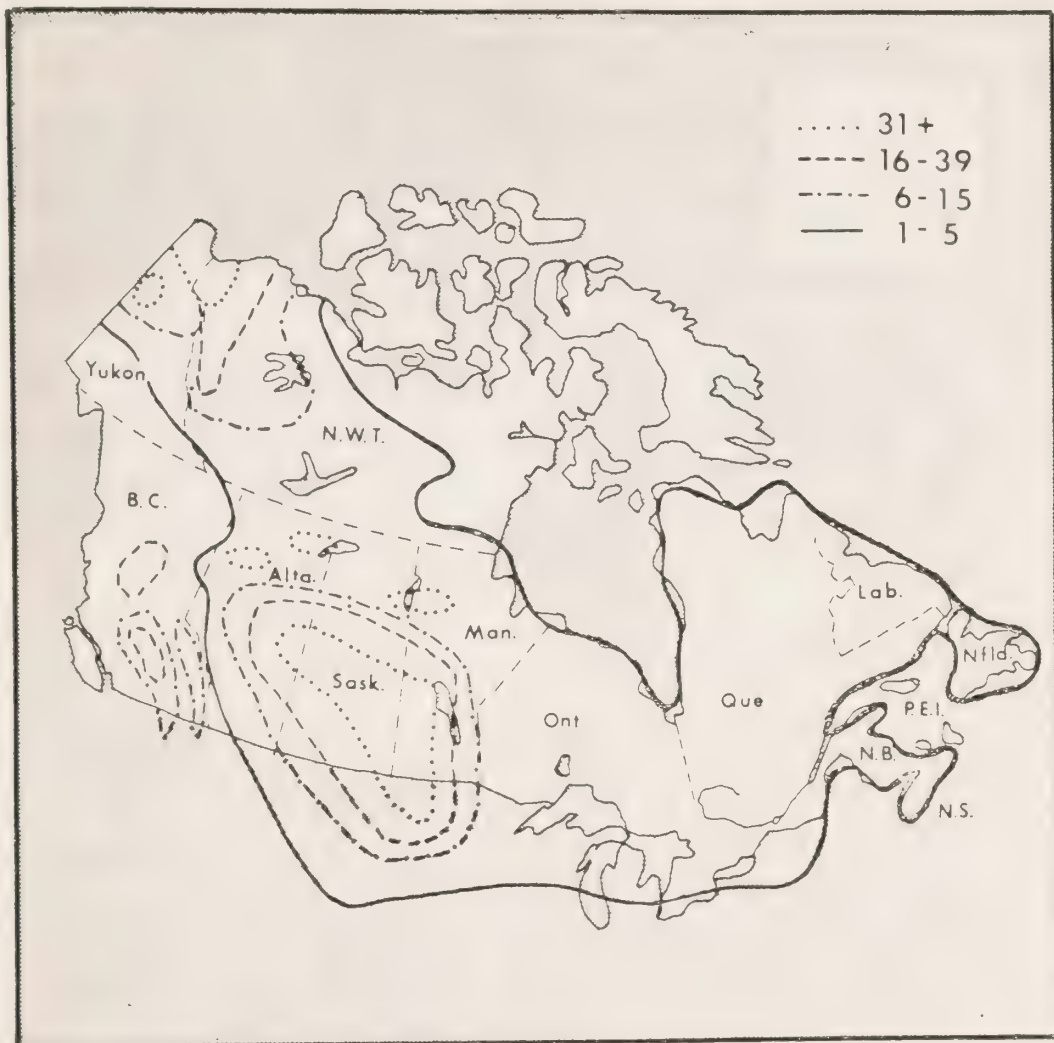 31 +
16 - 39
6 - 15
1 - 5
Yukon
N.W.T.
B.C.
Alta.
Lab.
Man.
Nfld.
Sask.
Que
P.E.I.
Ont
N.B.
N.S.